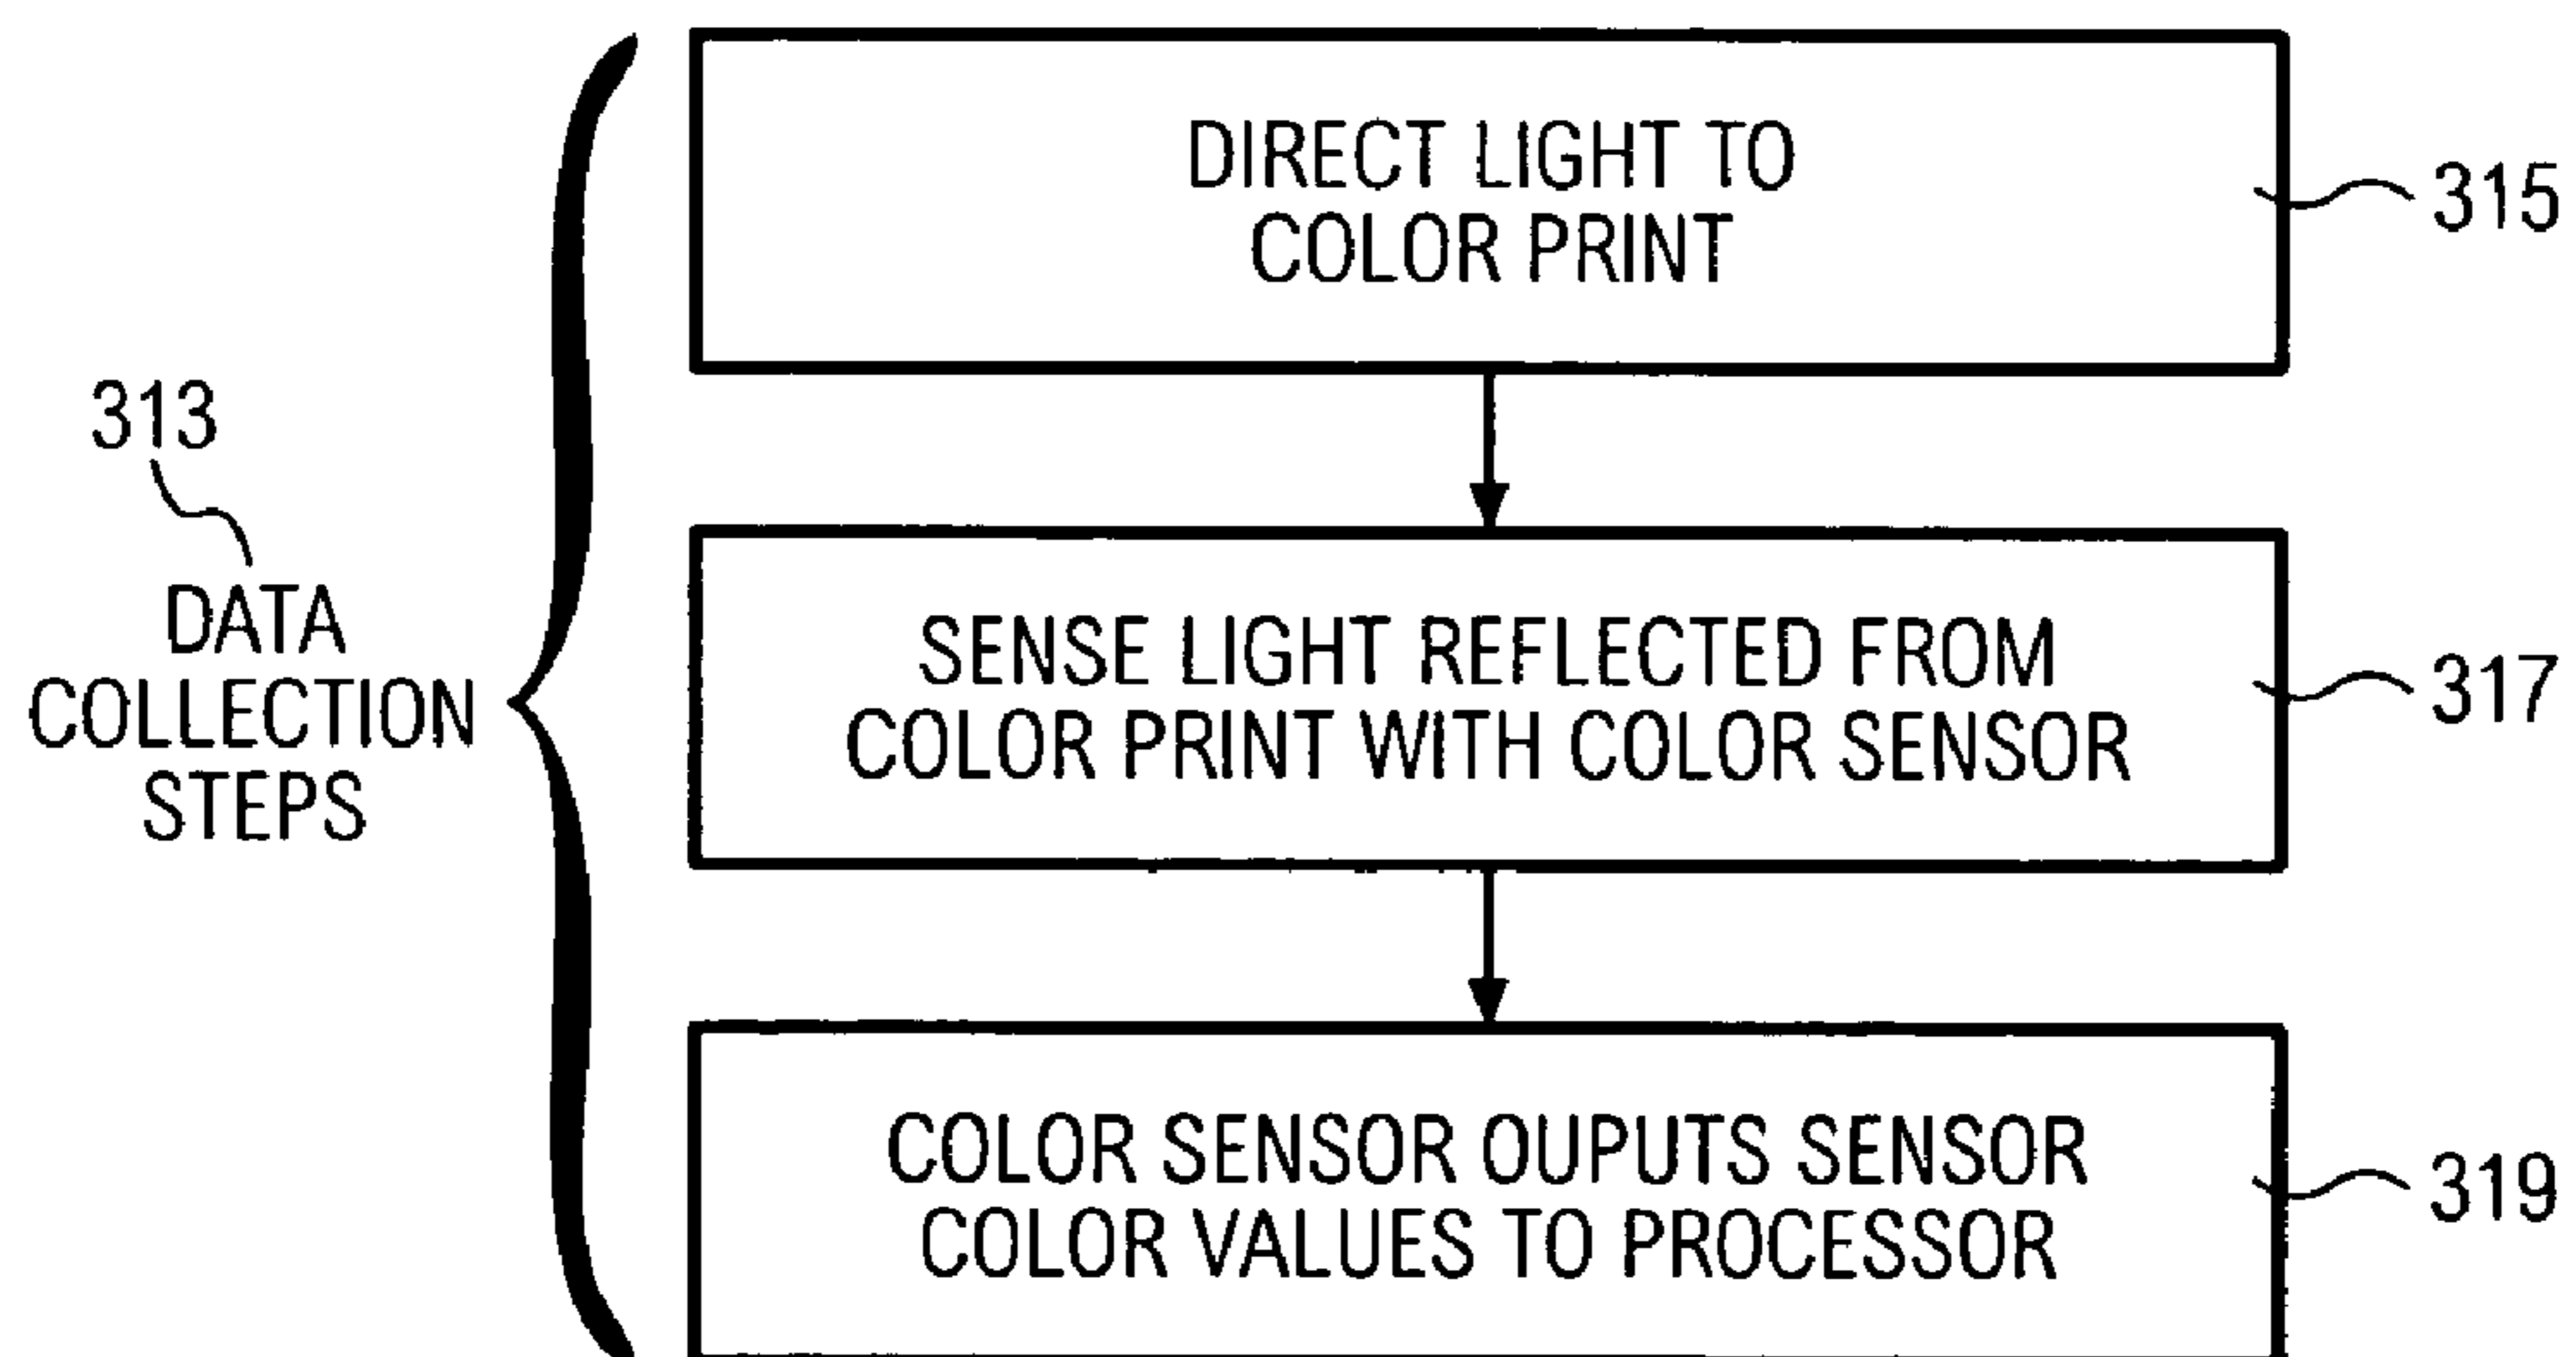 313
DATA
COLLECTION
STEPS
DIRECT LIGHT TO
COLOR PRINT
315
SENSE LIGHT REFLECTED FROM
COLOR PRINT WITH COLOR SENSOR
317
COLOR SENSOR OUPUTS SENSOR
COLOR VALUES TO PROCESSOR
319